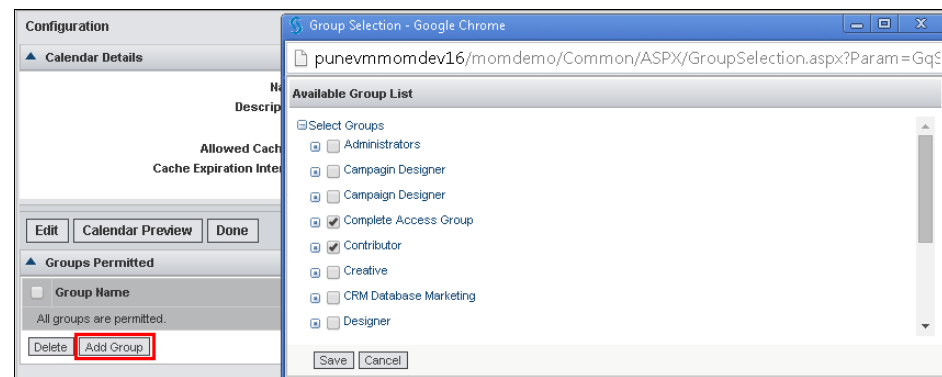 Configuration
Calendar Details
Na
Descrip
Allowed Cach
Cache Expiration Inter
Edit Calendar Preview Done
Groups Permitted
Group Name
All groups are permitted.
Delete Add Group
Group Selection - Google Chrome
punevmmomdev16/momdemo/Common/ASPX/GroupSelection.aspx?Param=GqS
Available Group List
Select Groups
Administrators
Campagin Designer
Campaign Designer
Complete Access Group
Contributor
Creative
CRM Database Marketing
Designer
Save Cancel